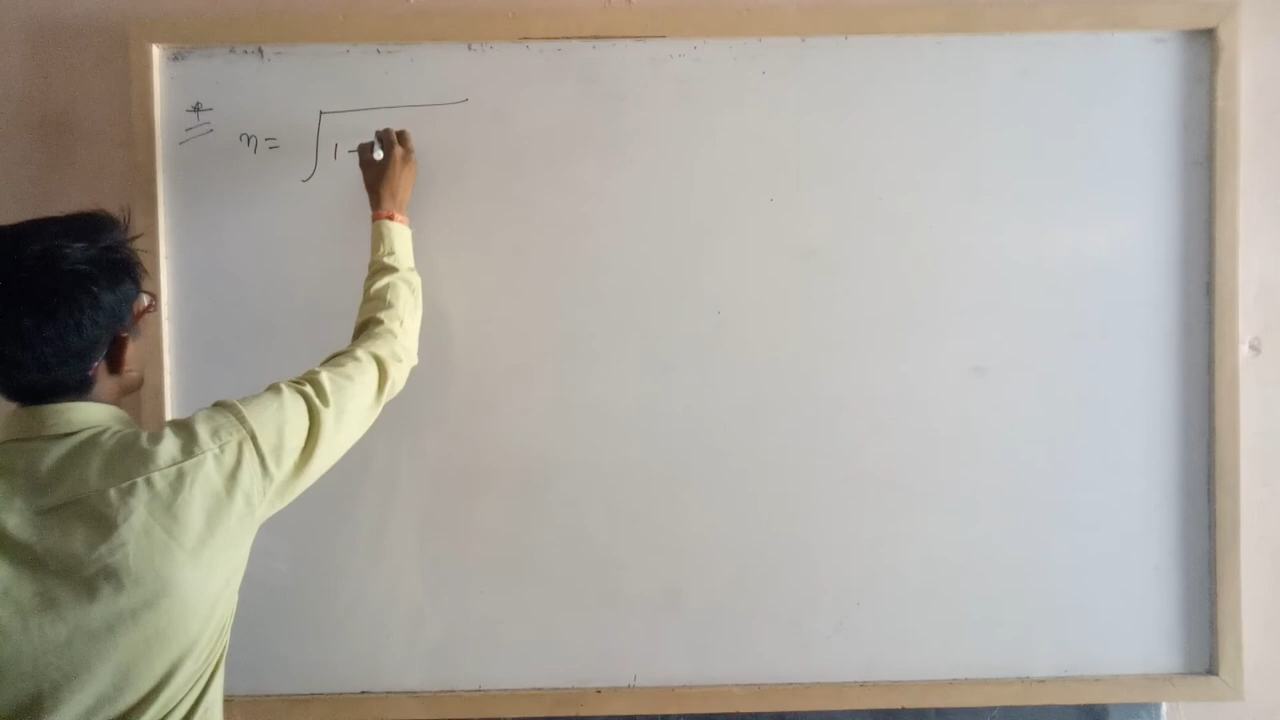 * η = √1 -